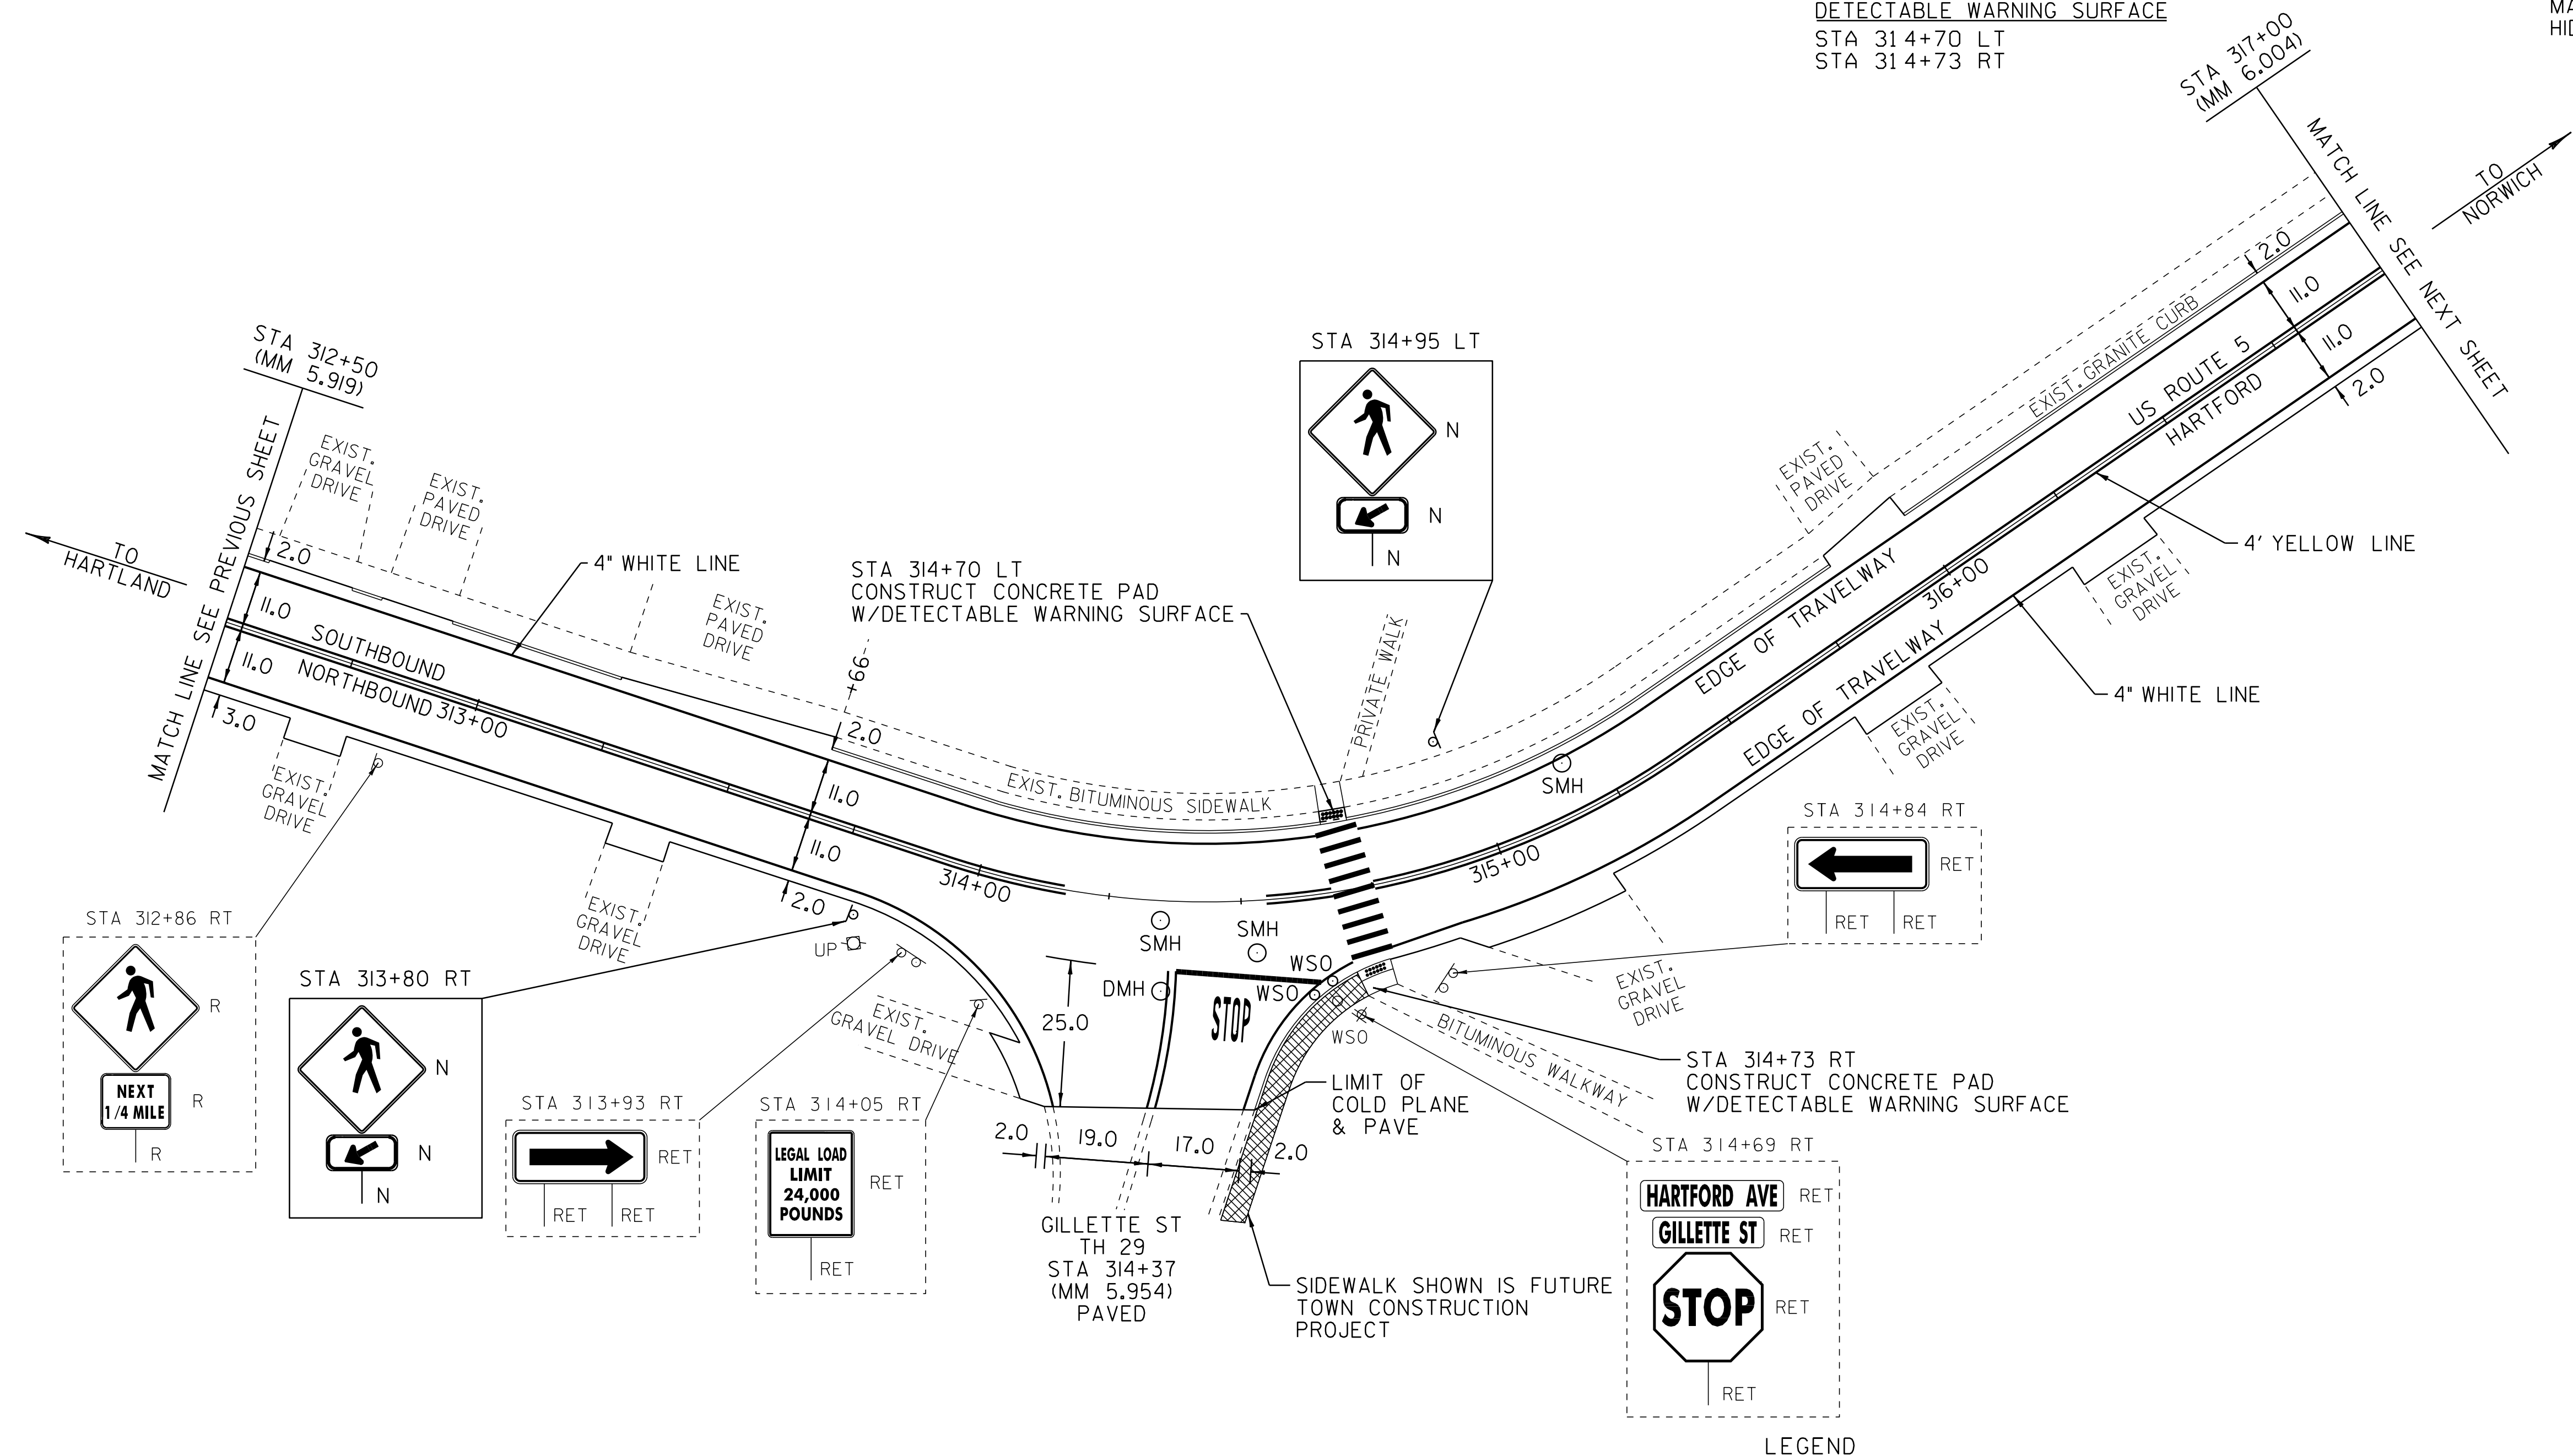 DETECTABLE WARNING SURFACE
STA 314+70 LT
STA 314+73 RT
STA 317+00
(MM 6.004)
MATCH LINE SEE NEXT SHEET
TO
NORWICH
STA 312+50
(MM 5.919)
MATCH LINE SEE PREVIOUS SHEET
TO
HARTLAND
EXIST.
GRAVEL
DRIVE
EXIST.
PAVED
DRIVE
2.0
11.0
11.0
3.0
SOUTHBOUND
NORTHBOUND
313+00
4" WHITE LINE
EXIST.
PAVED
DRIVE
+66
2.0
STA 314+70 LT
CONSTRUCT CONCRETE PAD
W/DETECTABLE WARNING SURFACE
STA 314+95 LT
N
N
N
PRIVATE WALK
EXIST. BITUMINOUS SIDEWALK
11.0
11.0
2.0
314+00
SMH
315+00
EDGE OF TRAVELWAY
316+00
EDGE OF TRAVELWAY
EXIST.
PAVED
DRIVE
EXIST. GRANITE CURB
US ROUTE 5
HARTFORD
2.0
11.0
11.0
2.0
4' YELLOW LINE
4" WHITE LINE
EXIST.
GRAVEL
DRIVE
EXIST.
GRAVEL
DRIVE
EXIST.
GRAVEL
DRIVE
EXIST.
GRAVEL
DRIVE
STA 312+86 RT
R
NEXT
1/4 MILE
R
R
STA 313+80 RT
N
N
N
UP
STA 313+93 RT
RET
RET
RET
STA 314+05 RT
LEGAL LOAD
LIMIT
24,000
POUNDS
RET
RET
EXIST.
GRAVEL DRIVE
SMH
SMH
DMH
WSO
WSO
WSO
STOP
25.0
2.0
19.0
17.0
2.0
GILLETTE ST
TH 29
STA 314+37
(MM 5.954)
PAVED
LIMIT OF
COLD PLANE
& PAVE
SIDEWALK SHOWN IS FUTURE
TOWN CONSTRUCTION
PROJECT
BITUMINOUS WALKWAY
EXIST.
GRAVEL
DRIVE
STA 314+84 RT
RET
RET
RET
STA 314+73 RT
CONSTRUCT CONCRETE PAD
W/DETECTABLE WARNING SURFACE
STA 314+69 RT
HARTFORD AVE
RET
GILLETTE ST
RET
STOP
RET
RET
LEGEND